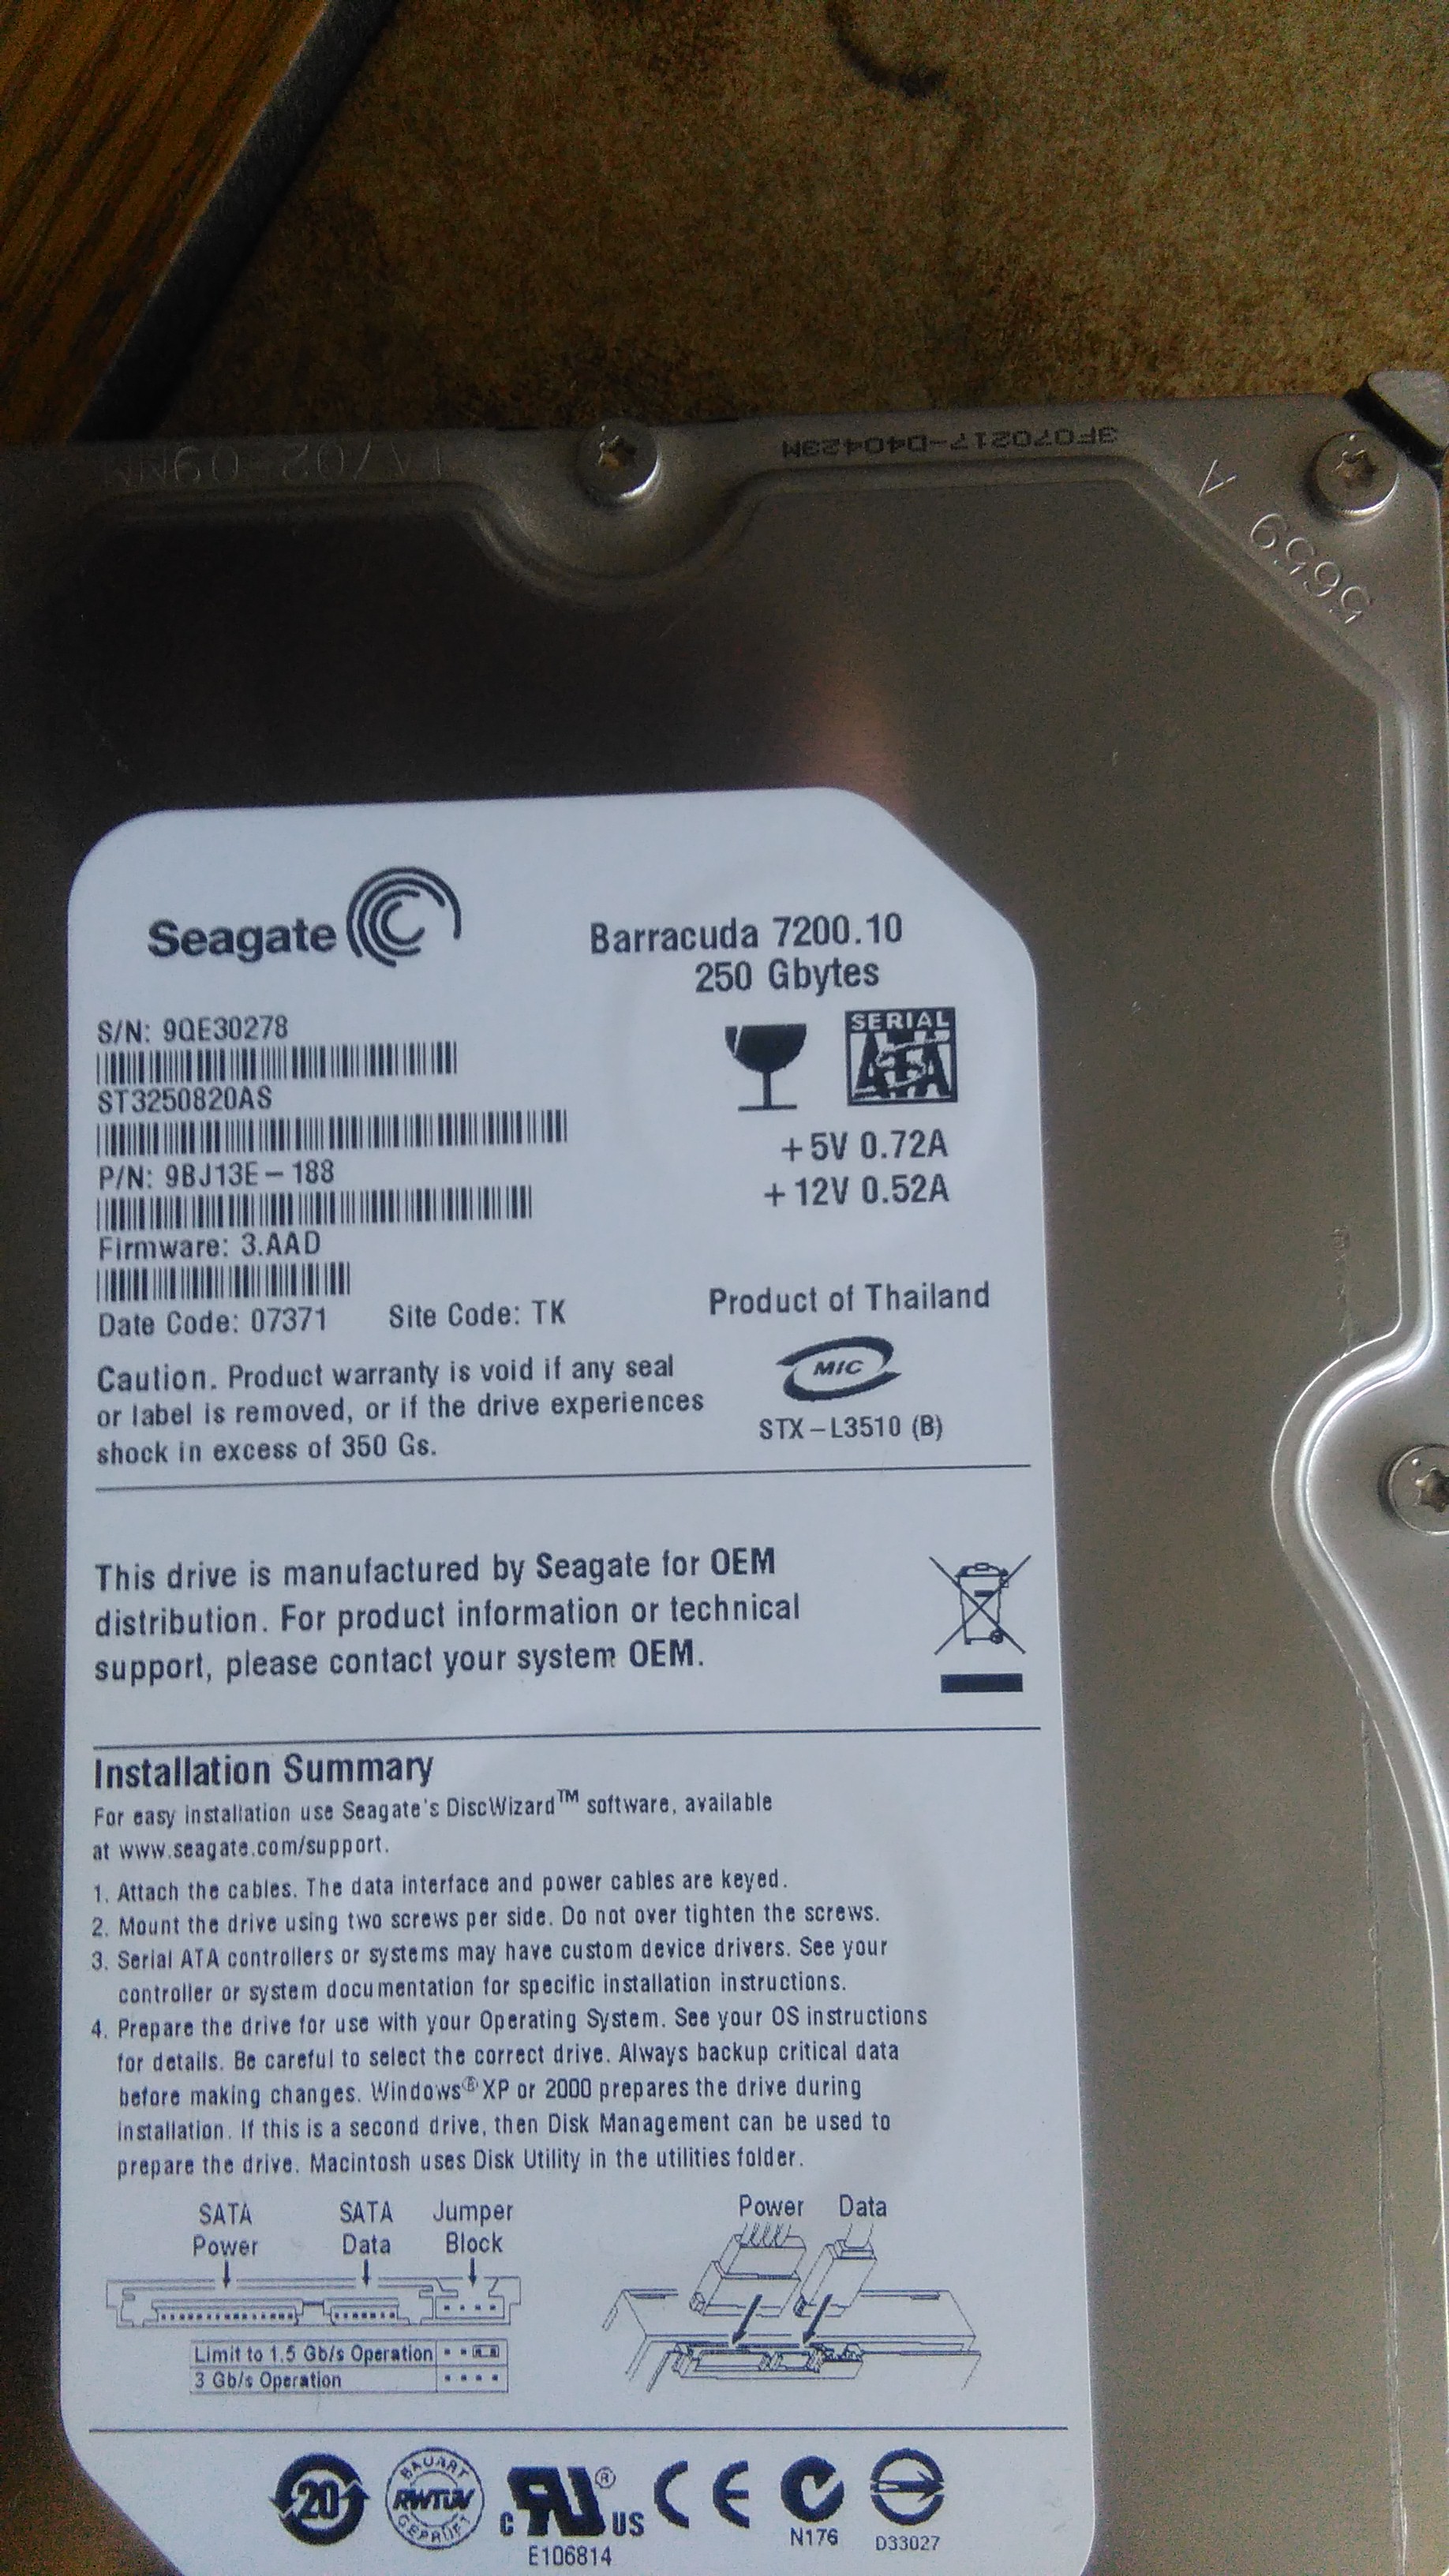 3F070217-D40423M
A
5659
Seagate
Barracuda 7200.10
250 Gbytes
S/N: 9QE30278
SERIAL
ATA
ST3250820AS
+5V 0.72A
P/N: 9BJ13E-188
+12V 0.52A
Firmware: 3.AAD
Date Code: 07371 Site Code: TK
Product of Thailand
MIC
STX-L3510 (B)
Caution. Product warranty is void if any seal
or label is removed, or if the drive experiences
shock in excess of 350 Gs.
This drive is manufactured by Seagate for OEM
distribution. For product information or technical
support, please contact your system OEM.
Installation Summary
For easy installation use Seagate's DiscWizard™ software, available
at www.seagate.com/support.
1. Attach the cables. The data interface and power cables are keyed.
2. Mount the drive using two screws per side. Do not over tighten the screws.
3. Serial ATA controllers or systems may have custom device drivers. See your
controller or system documentation for specific installation instructions.
4. Prepare the drive for use with your Operating System. See your OS instructions
for details. Be careful to select the correct drive. Always backup critical data
before making changes. Windows® XP or 2000 prepares the drive during
installation. If this is a second drive, then Disk Management can be used to
prepare the drive. Macintosh uses Disk Utility in the utilities folder.
SATA Power
SATA Data
Jumper Block
Power Data
Limit to 1.5 Gb/s Operation
3 Gb/s Operation
20
BAUART
RWTÜV
GEPRÜFT
c RU® US
E106814
CE
N176
D33027